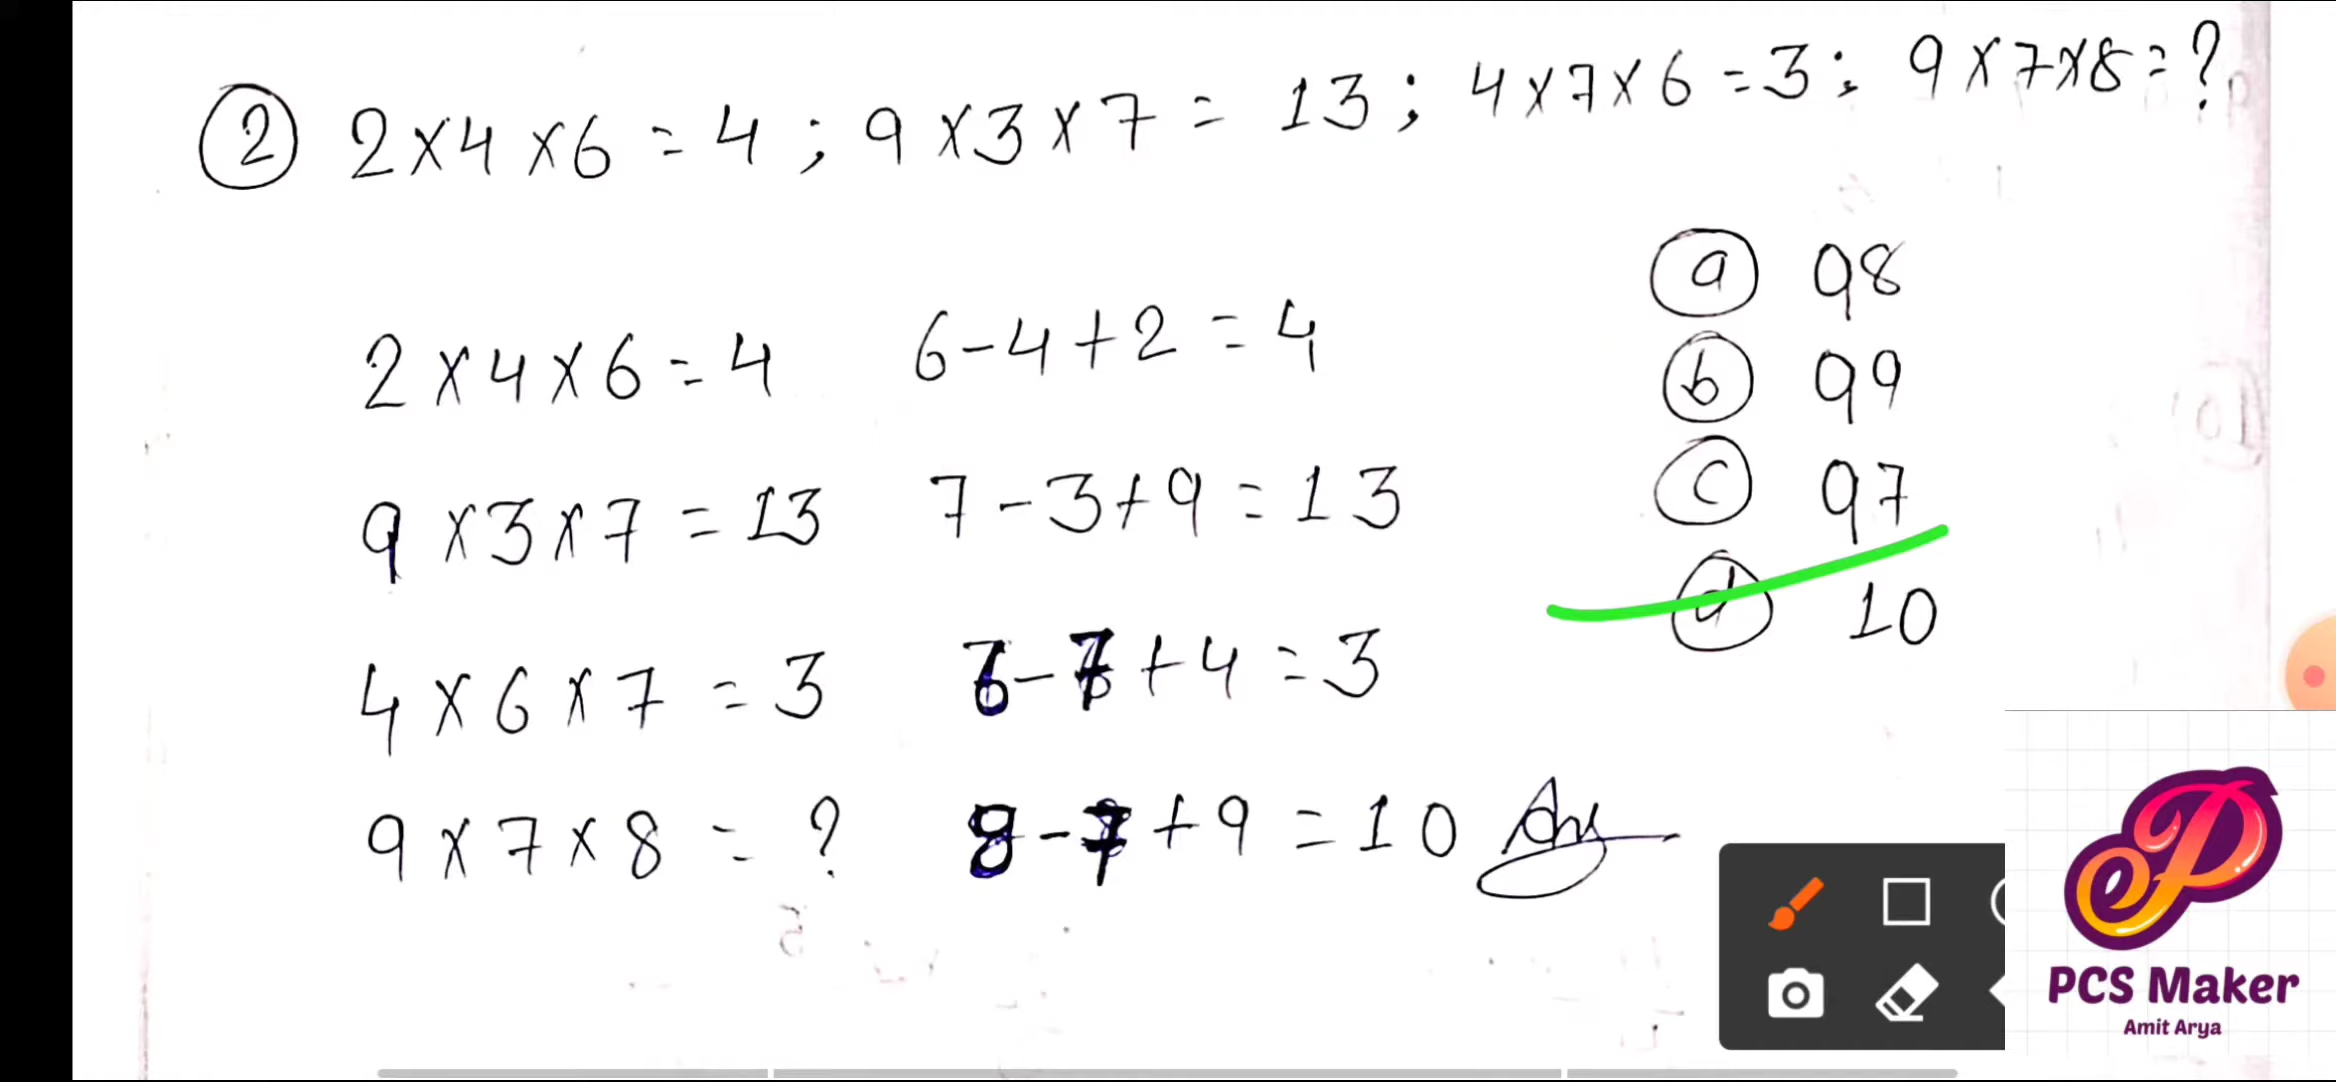 ② 2×4×6=4; 9×3×7=13; 4×7×6=3; 9×7×8=?
ⓐ 98
2×4×6=4 6-4+2=4
ⓑ 99
9×3×7=13 7-3+9=13
ⓒ 97
ⓓ 10
4×6×7=3 6-7+4=3
9×7×8=? 8-7+9=10 Ans
PCS Maker
Amit Arya